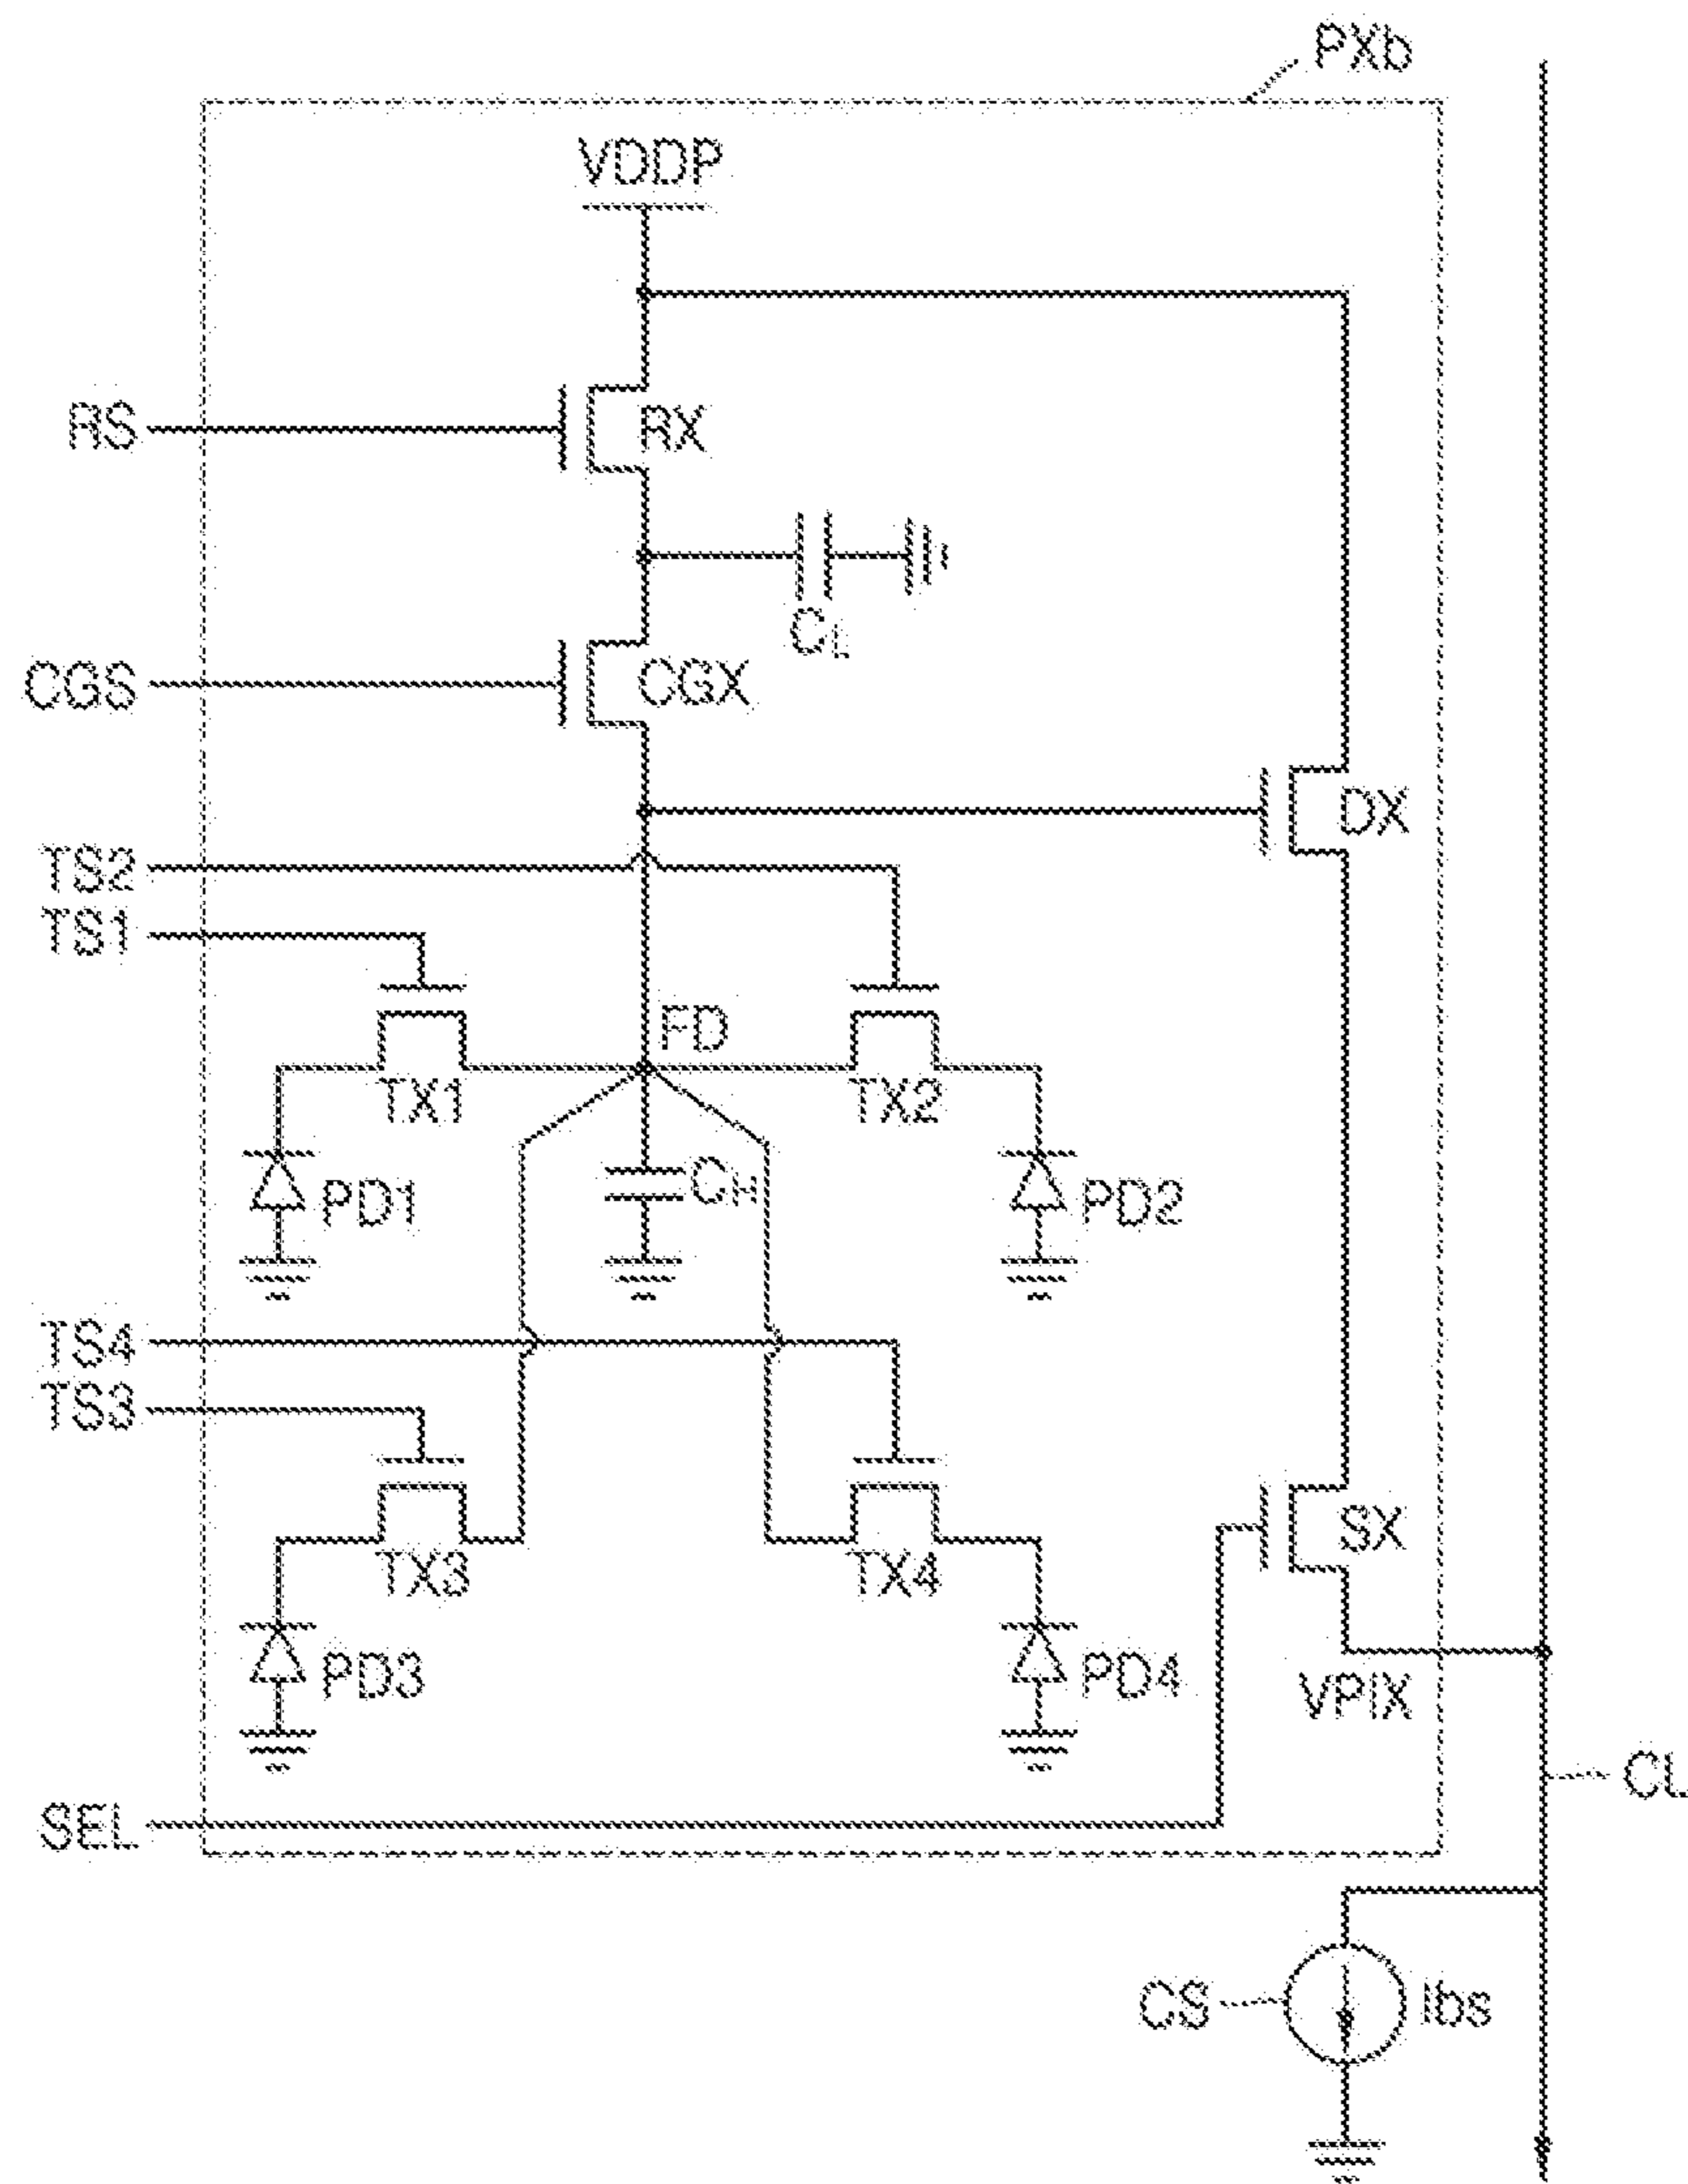 PXb
VDDP
RS
RX
CL
CGS
CGX
DX
TS2
TS1
FD
TX1
TX2
CH
PD1
PD2
TS4
TS3
SX
TX3
TX4
PD3
PD4
VPIX
CL
SEL
CS
Ibs